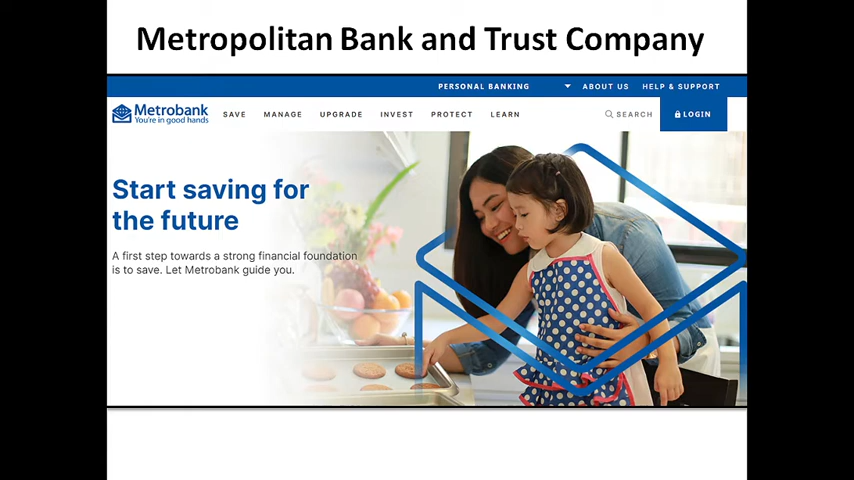 Metropolitan Bank and Trust Company
PERSONAL BANKING ABOUT US HELP & SUPPORT
Metrobank
You're in good hands
SAVE MANAGE UPGRADE INVEST PROTECT LEARN SEARCH LOGIN
Start saving for
the future
A first step towards a strong financial foundation
is to save. Let Metrobank guide you.